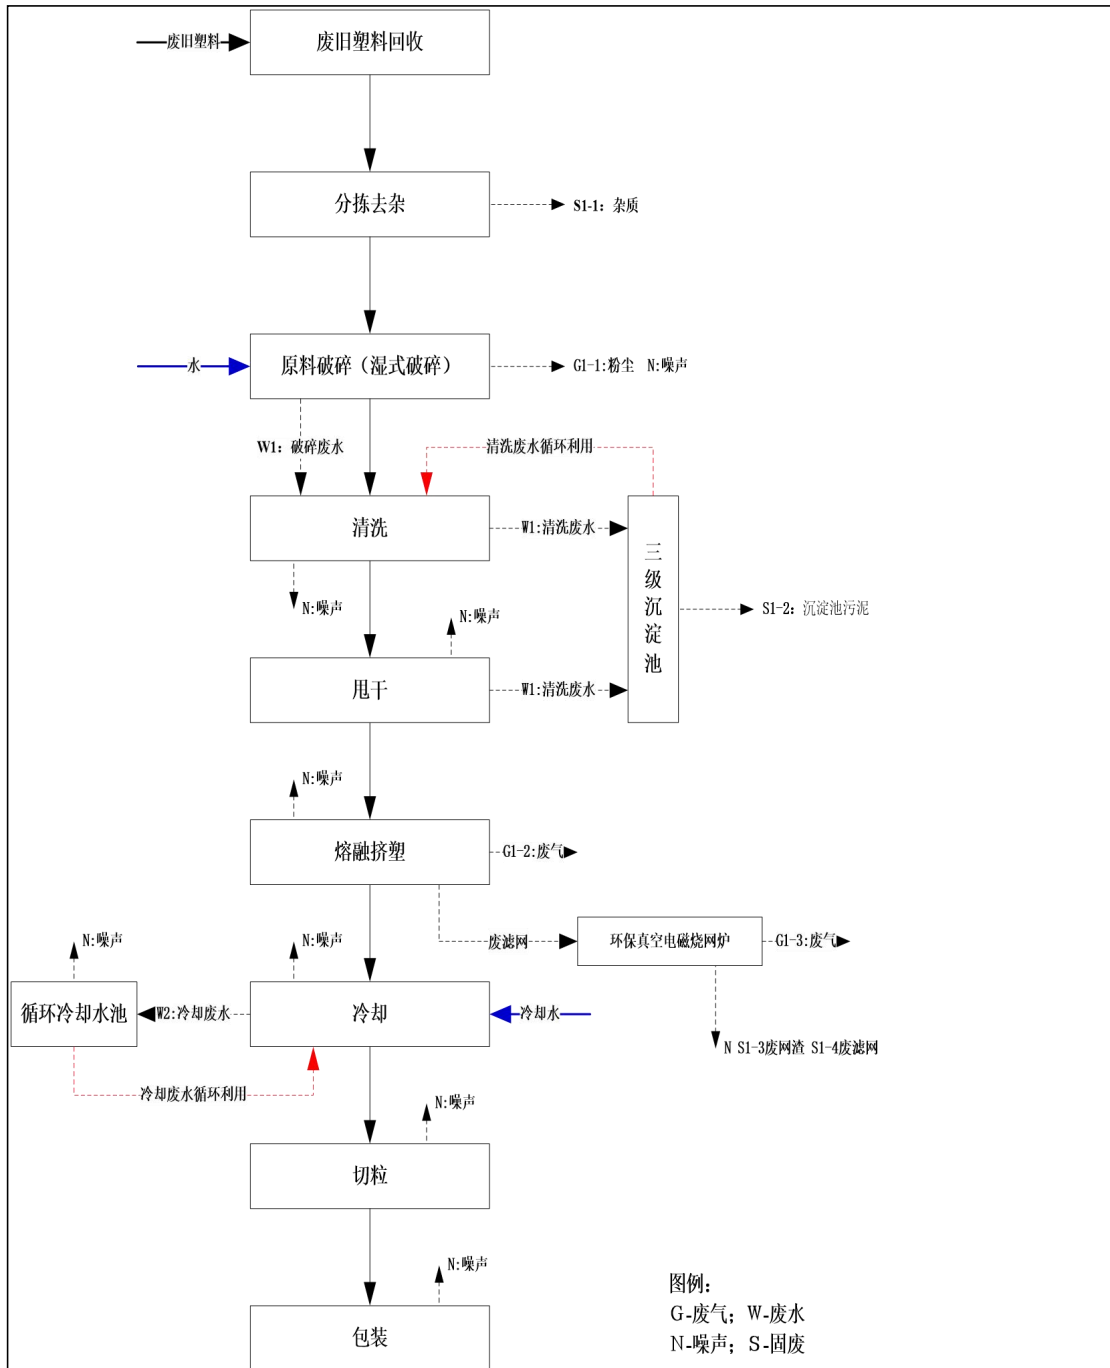 废旧塑料
废旧塑料回收
分拣去杂
S1-1：杂质
水
原料破碎（湿式破碎）
G1-1:粉尘 N:噪声
W1：破碎废水
清洗废水循环利用
清洗
W1:清洗废水
三级沉淀池
N:噪声
N:噪声
S1-2：沉淀池污泥
甩干
W1:清洗废水
N:噪声
熔融挤塑
G1-2:废气
废滤网
环保真空电磁烧网炉
G1-3:废气
N:噪声
N:噪声
循环冷却水池
W2:冷却废水
冷却
冷却水
N S1-3废网渣 S1-4废滤网
冷却废水循环利用
N:噪声
切粒
N:噪声
包装
图例：
G-废气；W-废水
N-噪声；S-固废